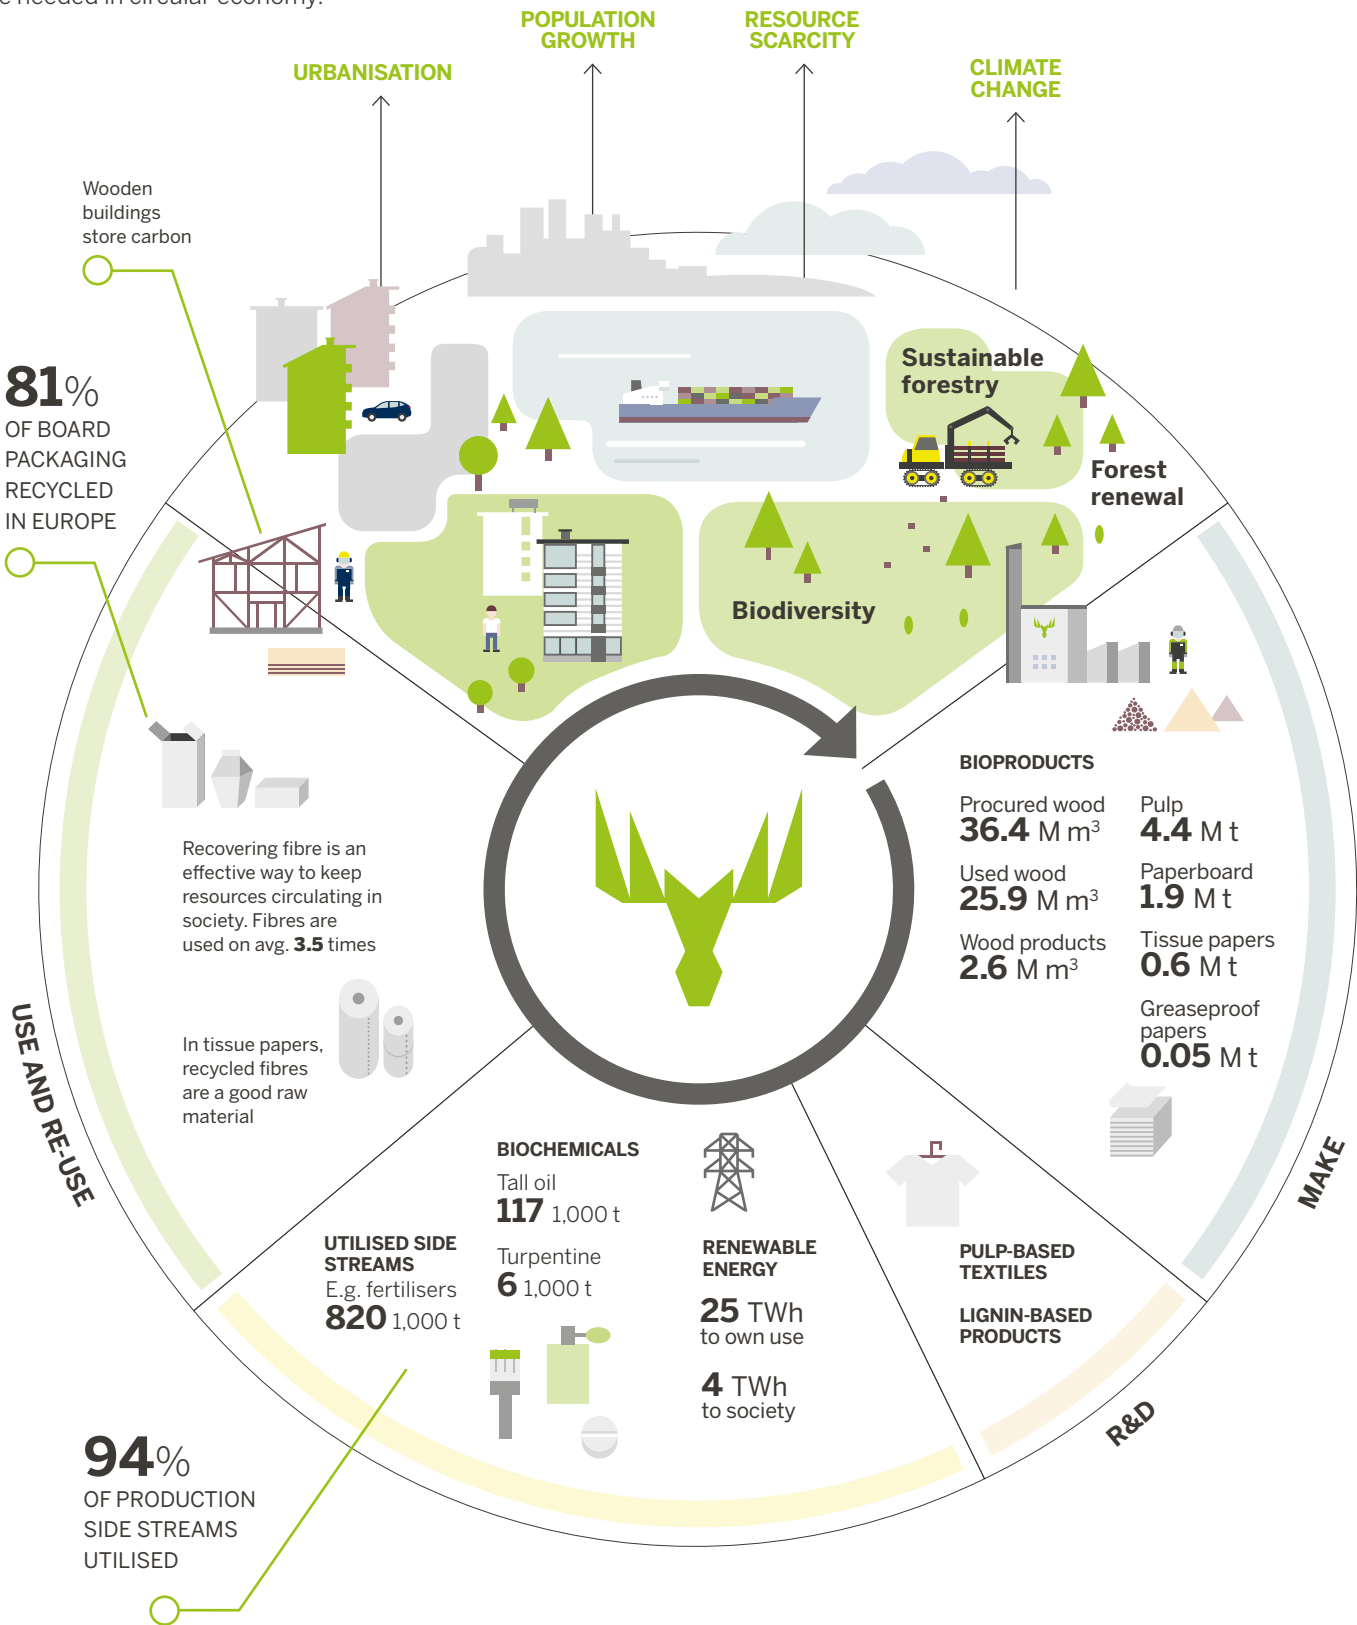 needed in circular economy.
POPULATION
GROWTH
RESOURCE
SCARCITY
URBANISATION
CLIMATE
CHANGE
Wooden
buildings
store carbon
81%
OF BOARD
PACKAGING
RECYCLED
IN EUROPE
Sustainable
forestry
Forest
renewal
Biodiversity
BIOPRODUCTS
Procured wood
36.4 M m³
Used wood
25.9 M m³
Wood products
2.6 M m³
Pulp
4.4 M t
Paperboard
1.9 M t
Tissue papers
0.6 M t
Greaseproof
papers
0.05 M t
MAKE
Recovering fibre is an
effective way to keep
resources circulating in
society. Fibres are
used on avg. 3.5 times
In tissue papers,
recycled fibres
are a good raw
material
USE AND RE-USE
UTILISED SIDE
STREAMS
E.g. fertilisers
820 1,000 t
BIOCHEMICALS
Tall oil
117 1,000 t
Turpentine
6 1,000 t
RENEWABLE
ENERGY
25 TWh
to own use
4 TWh
to society
PULP-BASED
TEXTILES
LIGNIN-BASED
PRODUCTS
R&D
94%
OF PRODUCTION
SIDE STREAMS
UTILISED